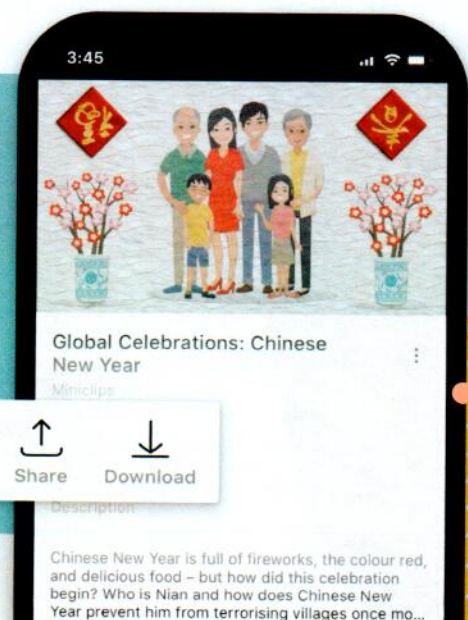 3:45
福
春
Global Celebrations: Chinese
New Year
Miniclips
Share
Download
Description
Chinese New Year is full of fireworks, the colour red,
and delicious food – but how did this celebration
begin? Who is Nian and how does Chinese New
Year prevent him from terrorising villages once mo...